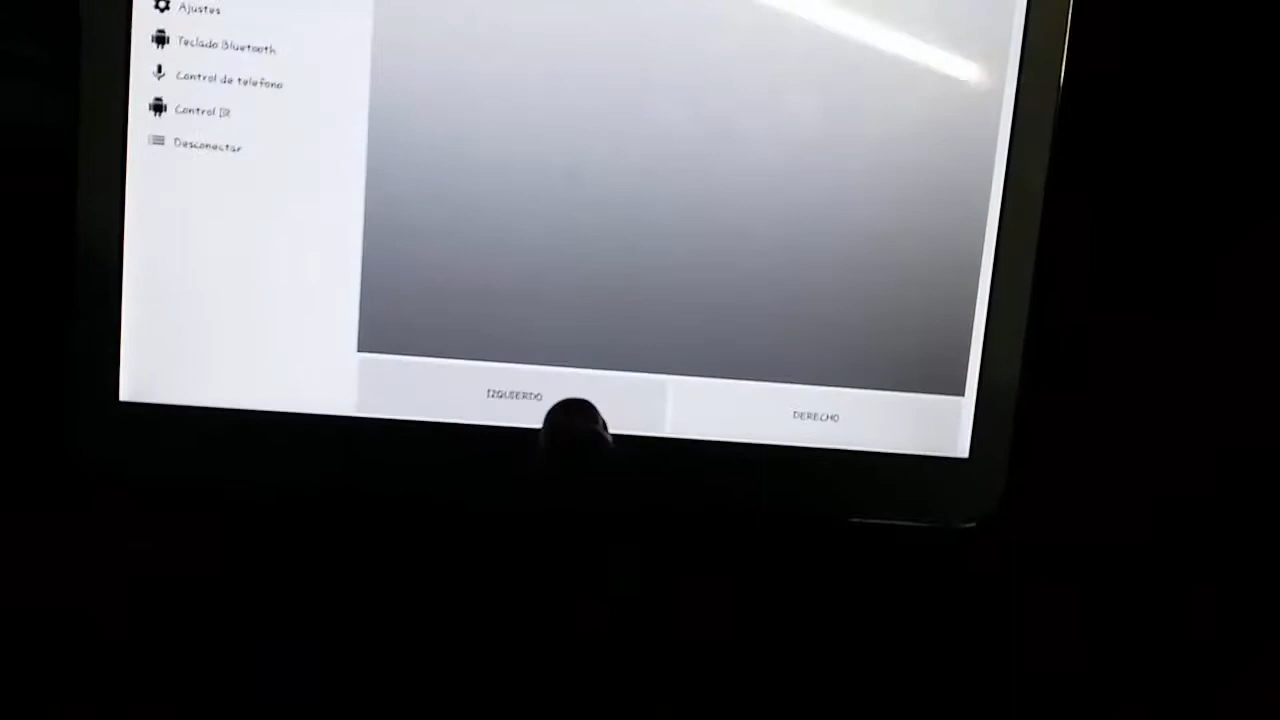 Ajustes
Teclado Bluetooth
Control de telefono
Control IR
Desconectar
IZQUIERDO
DERECHO